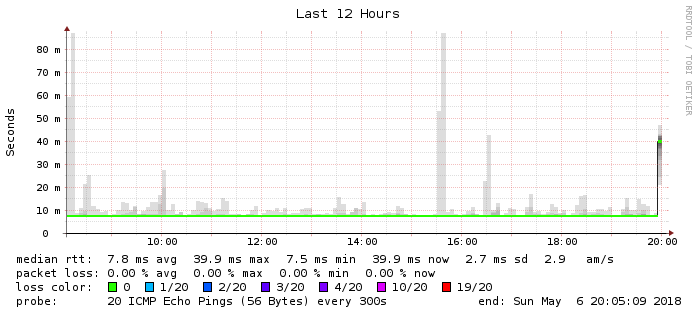 Last 12 Hours
RRDTOOL / TOBI OETIKER
Seconds
80 m
70 m
60 m
50 m
40 m
30 m
20 m
10 m
0
10:00 12:00 14:00 16:00 18:00 20:00
median rtt: 7.8 ms avg 39.9 ms max 7.5 ms min 39.9 ms now 2.7 ms sd 2.9 am/s
packet loss: 0.00 % avg 0.00 % max 0.00 % min 0.00 % now
loss color: 0 1/20 2/20 3/20 4/20 10/20 19/20
probe: 20 ICMP Echo Pings (56 Bytes) every 300s end: Sun May 6 20:05:09 2018